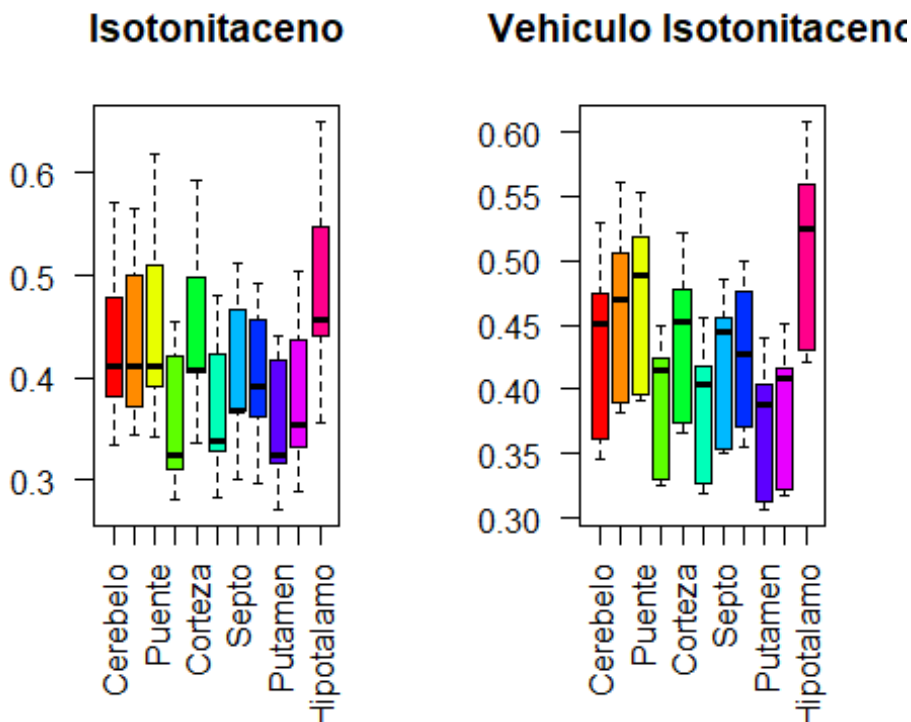 Isotonitaceno
0.6
0.5
0.4
0.3
Cerebelo
Puente
Corteza
Septo
Putamen
Hipotalamo
Vehiculo Isotonitaceno
0.60
0.55
0.50
0.45
0.40
0.35
0.30
Cerebelo
Puente
Corteza
Septo
Putamen
Hipotalamo